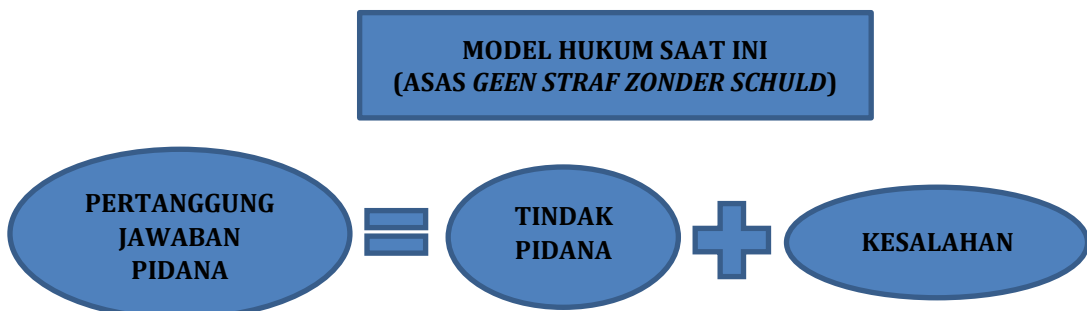 MODEL HUKUM SAAT INI
(ASAS GEEN STRAF ZONDER SCHULD)
PERTANGGUNG
JAWABAN
PIDANA
TINDAK
PIDANA
KESALAHAN